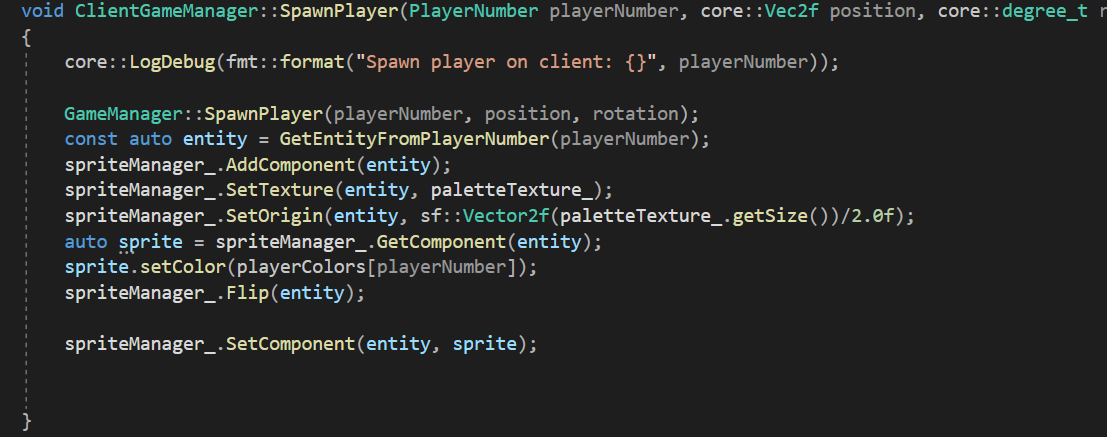 void ClientGameManager::SpawnPlayer(PlayerNumber playerNumber, core::Vec2f position, core::degree_t r
{
core::LogDebug(fmt::format("Spawn player on client: {}", playerNumber));
GameManager::SpawnPlayer(playerNumber, position, rotation);
const auto entity = GetEntityFromPlayerNumber(playerNumber);
spriteManager_.AddComponent(entity);
spriteManager_.SetTexture(entity, paletteTexture_);
spriteManager_.SetOrigin(entity, sf::Vector2f(paletteTexture_.getSize())/2.0f);
auto sprite = spriteManager_.GetComponent(entity);
sprite.setColor(playerColors[playerNumber]);
spriteManager_.Flip(entity);
spriteManager_.SetComponent(entity, sprite);
}